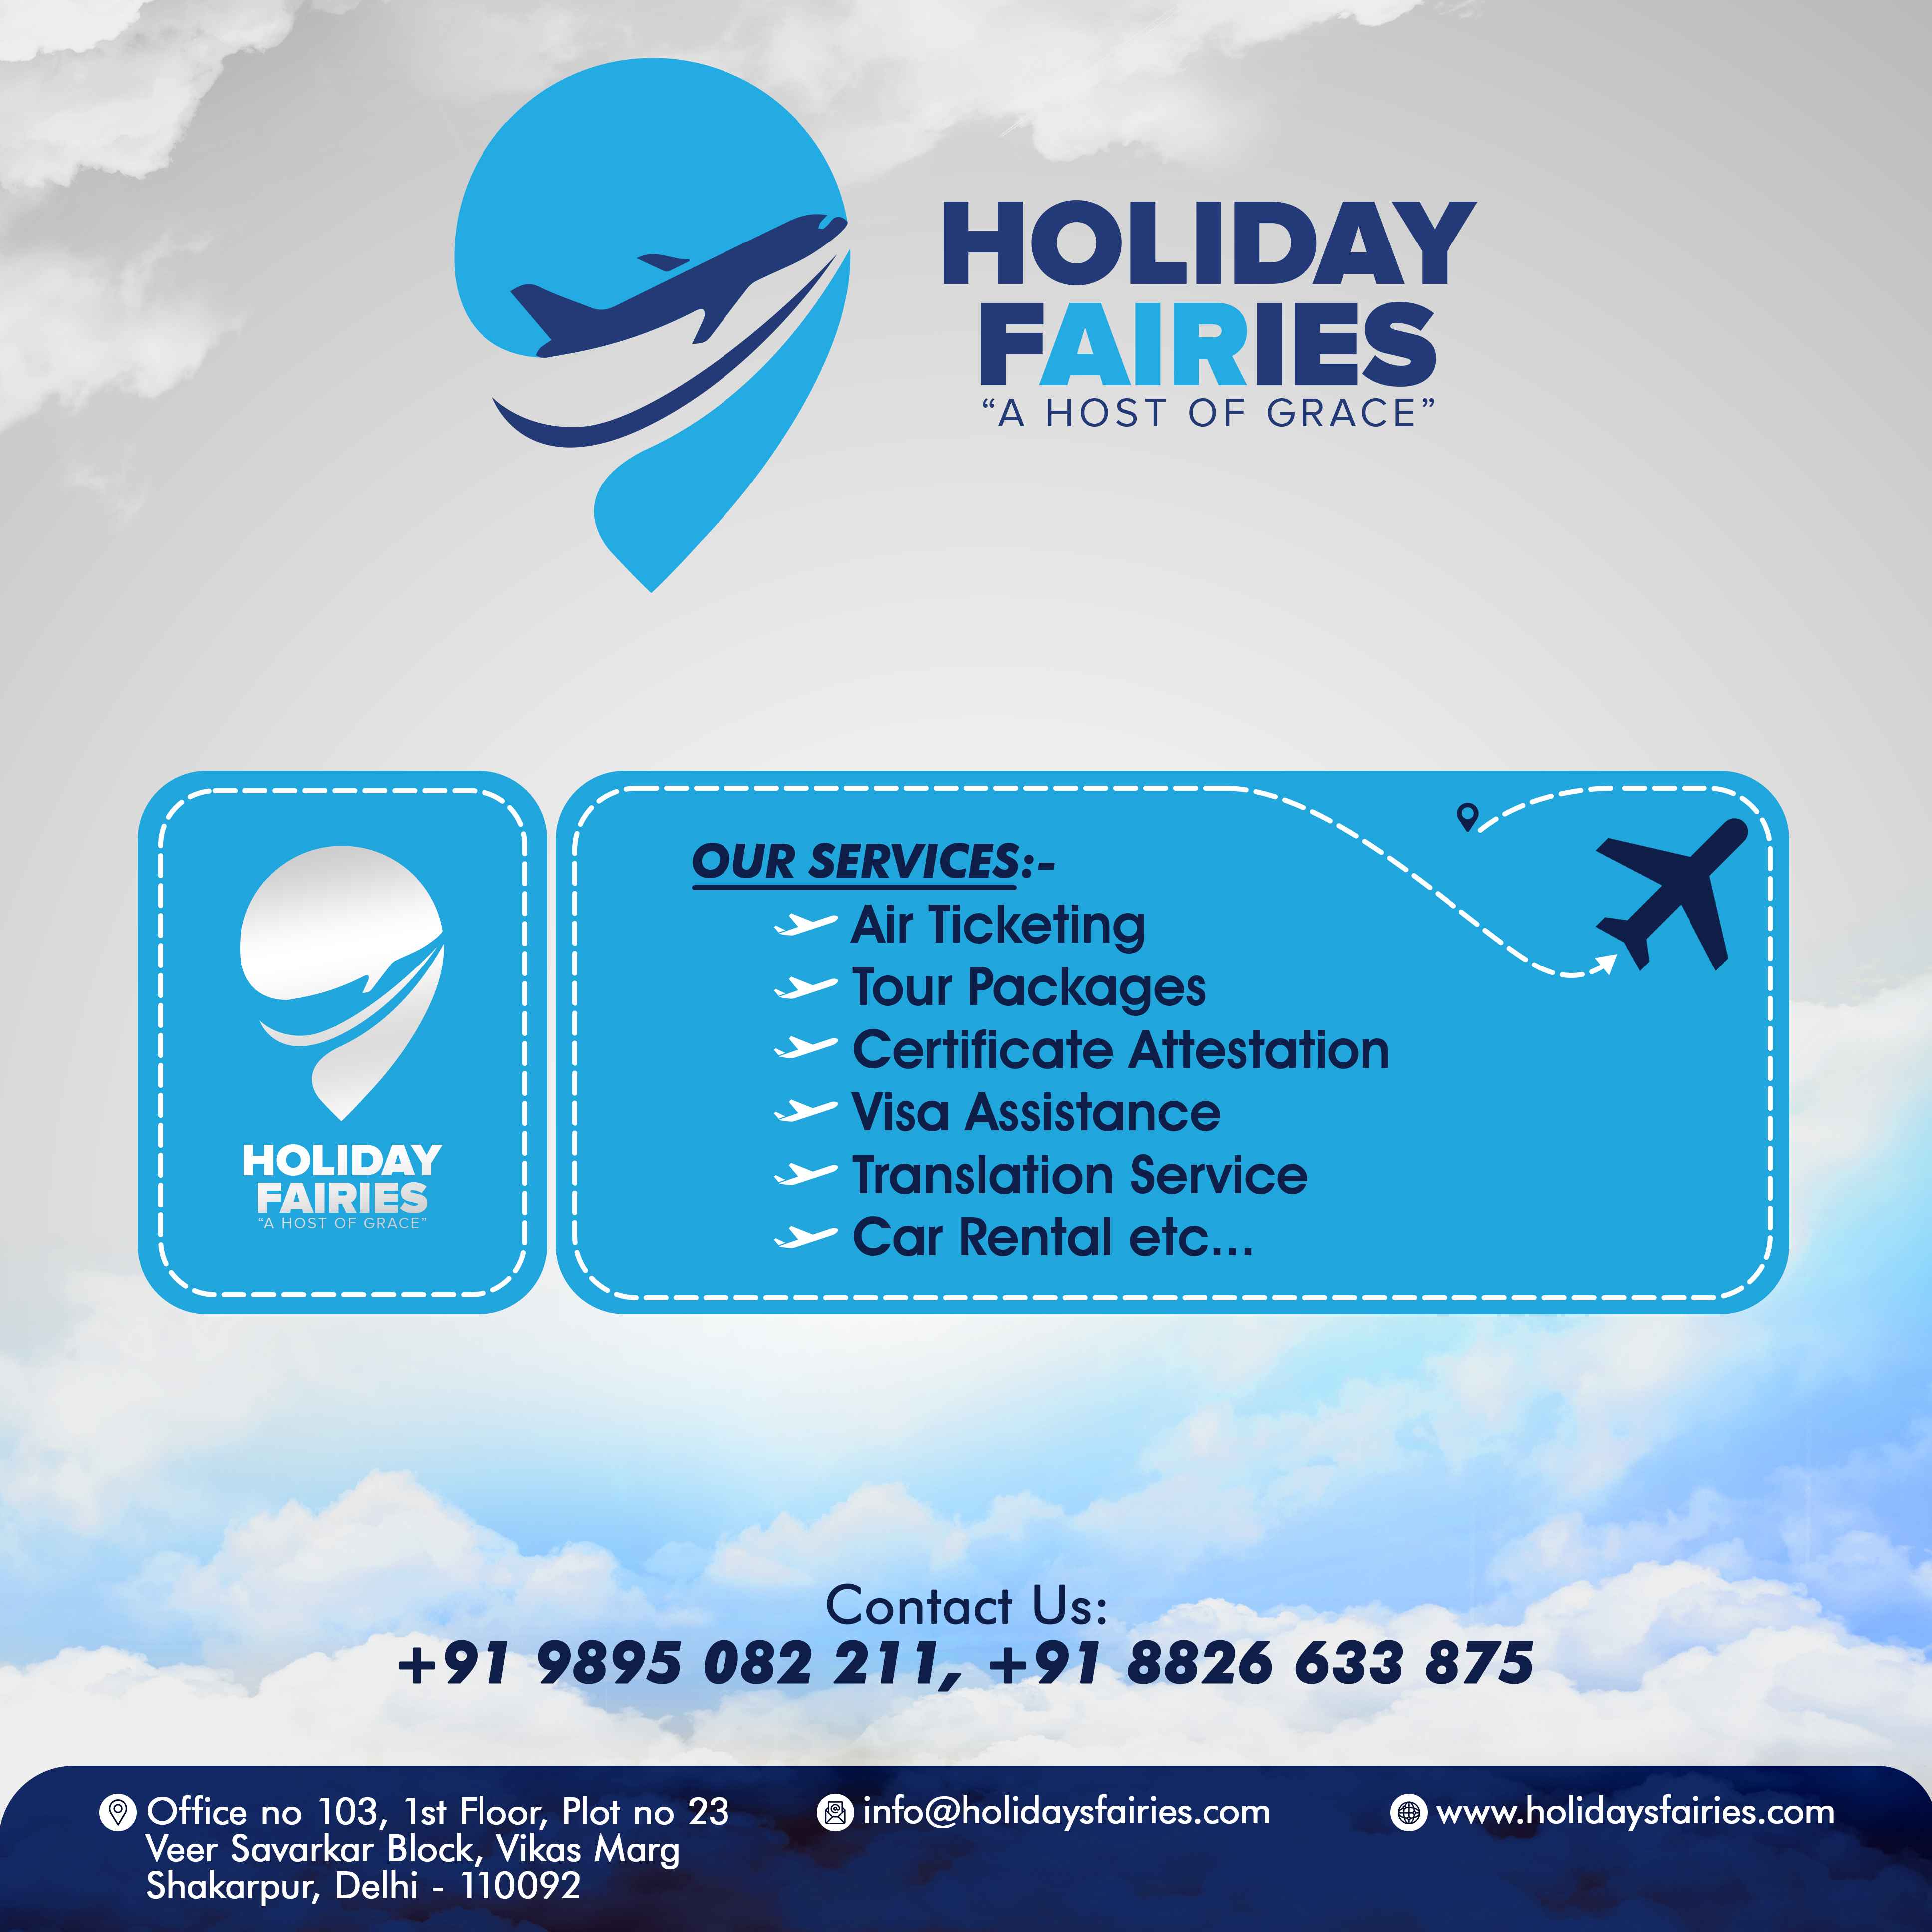 HOLIDAY
FAIRIES
“A HOST OF GRACE”
HOLIDAY
FAIRIES
“A HOST OF GRACE”
OUR SERVICES:-
Air Ticketing
Tour Packages
Certificate Attestation
Visa Assistance
Translation Service
Car Rental etc...
Contact Us:
+91 9895 082 211, +91 8826 633 875
Office no 103, 1st Floor, Plot no 23
Veer Savarkar Block, Vikas Marg
Shakarpur, Delhi - 110092
info@holidaysfairies.com
www.holidaysfairies.com